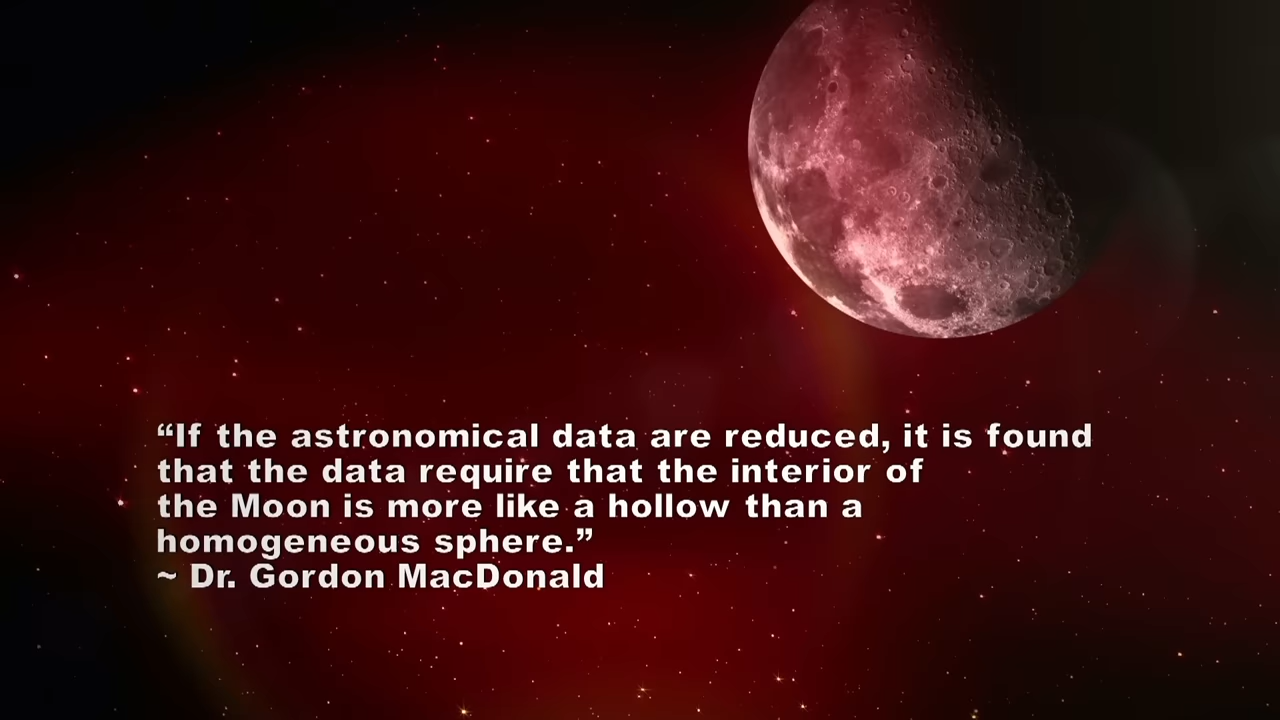 “If the astronomical data are reduced, it is found
that the data require that the interior of
the Moon is more like a hollow than a
homogeneous sphere.”
~ Dr. Gordon MacDonald